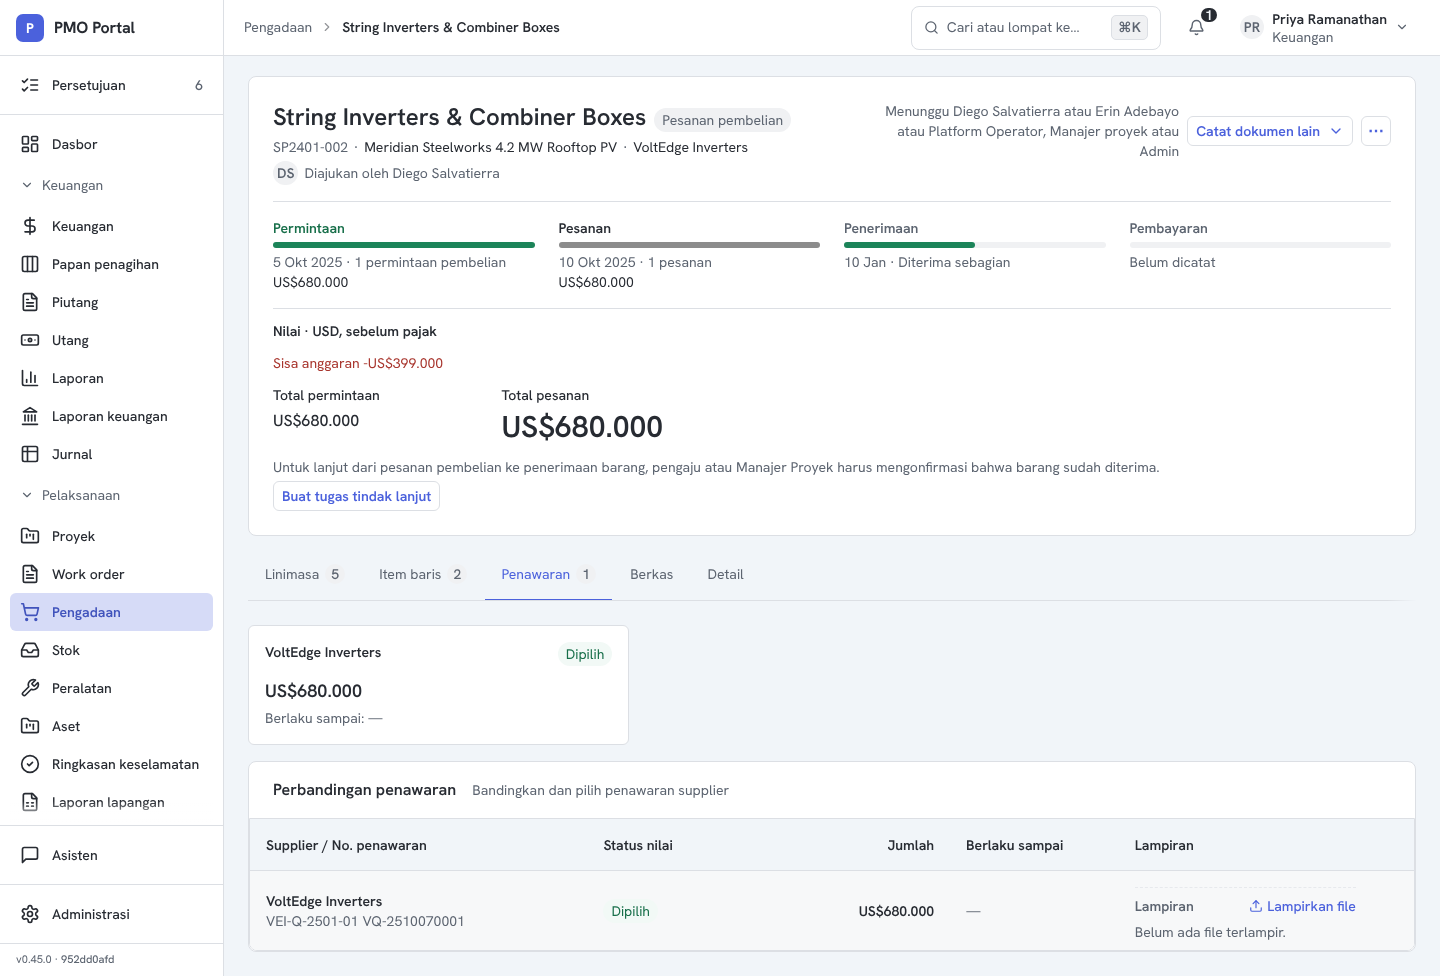 P PMO Portal
Pengadaan > String Inverters & Combiner Boxes
Cari atau lompat ke... ⌘K
1
PR Priya Ramanathan
Keuangan
Persetujuan 6
Dasbor
Keuangan
Keuangan
Papan penagihan
Piutang
Utang
Laporan
Laporan keuangan
Jurnal
Pelaksanaan
Proyek
Work order
Pengadaan
Stok
Peralatan
Aset
Ringkasan keselamatan
Laporan lapangan
Asisten
Administrasi
v0.45.0 · 952dd0afd
String Inverters & Combiner Boxes Pesanan pembelian
SP2401-002 · Meridian Steelworks 4.2 MW Rooftop PV · VoltEdge Inverters
DS Diajukan oleh Diego Salvatierra
Menunggu Diego Salvatierra atau Erin Adebayo
atau Platform Operator, Manajer proyek atau
Admin
Catat dokumen lain
Permintaan
5 Okt 2025 · 1 permintaan pembelian
US$680.000
Pesanan
10 Okt 2025 · 1 pesanan
US$680.000
Penerimaan
10 Jan · Diterima sebagian
Pembayaran
Belum dicatat
Nilai · USD, sebelum pajak
Sisa anggaran -US$399.000
Total permintaan
US$680.000
Total pesanan
US$680.000
Untuk lanjut dari pesanan pembelian ke penerimaan barang, pengaju atau Manajer Proyek harus mengonfirmasi bahwa barang sudah diterima.
Buat tugas tindak lanjut
Linimasa 5 Item baris 2 Penawaran 1 Berkas Detail
VoltEdge Inverters Dipilih
US$680.000
Berlaku sampai: —
Perbandingan penawaran Bandingkan dan pilih penawaran supplier
Supplier / No. penawaran Status nilai Jumlah Berlaku sampai Lampiran
VoltEdge Inverters
VEI-Q-2501-01 VQ-2510070001
Dipilih
US$680.000
—
Lampiran Lampirkan file
Belum ada file terlampir.